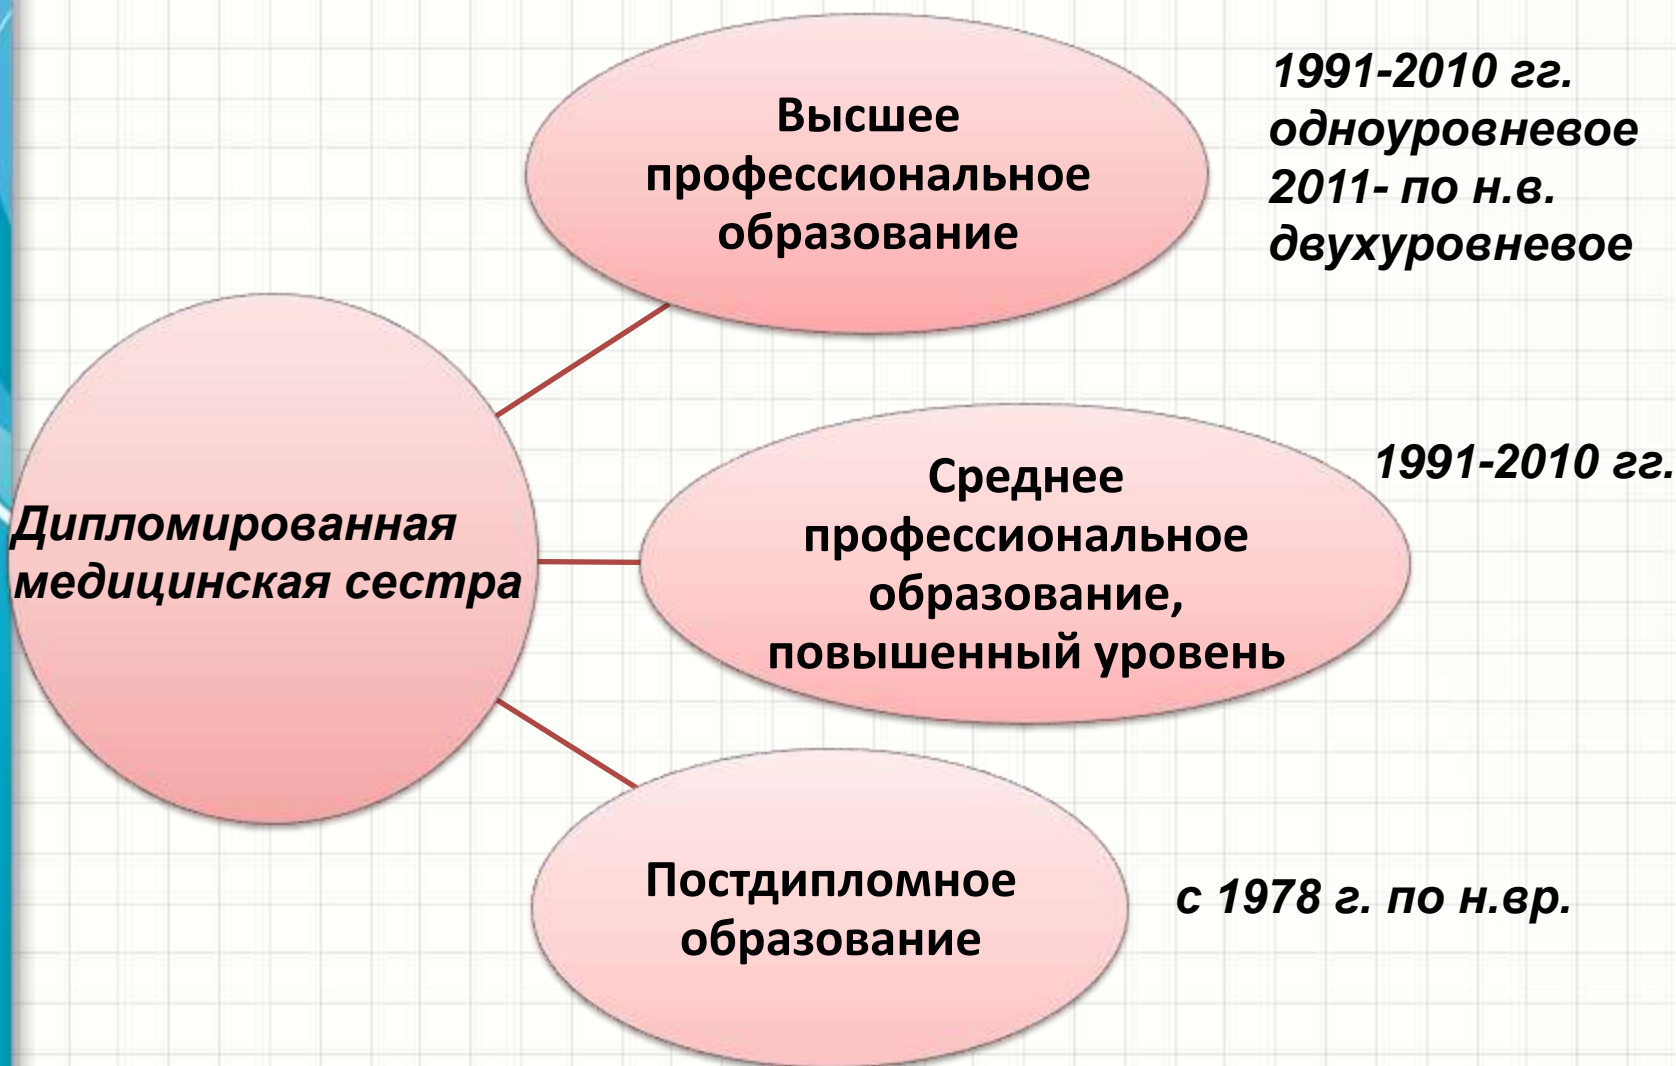 Высшее
профессиональное
образование
1991-2010 гг.
одноуровневое
2011- по н.в.
двухуровневое
Дипломированная
медицинская сестра
Среднее
профессиональное
образование,
повышенный уровень
1991-2010 гг.
Постдипломное
образование
с 1978 г. по н.вр.